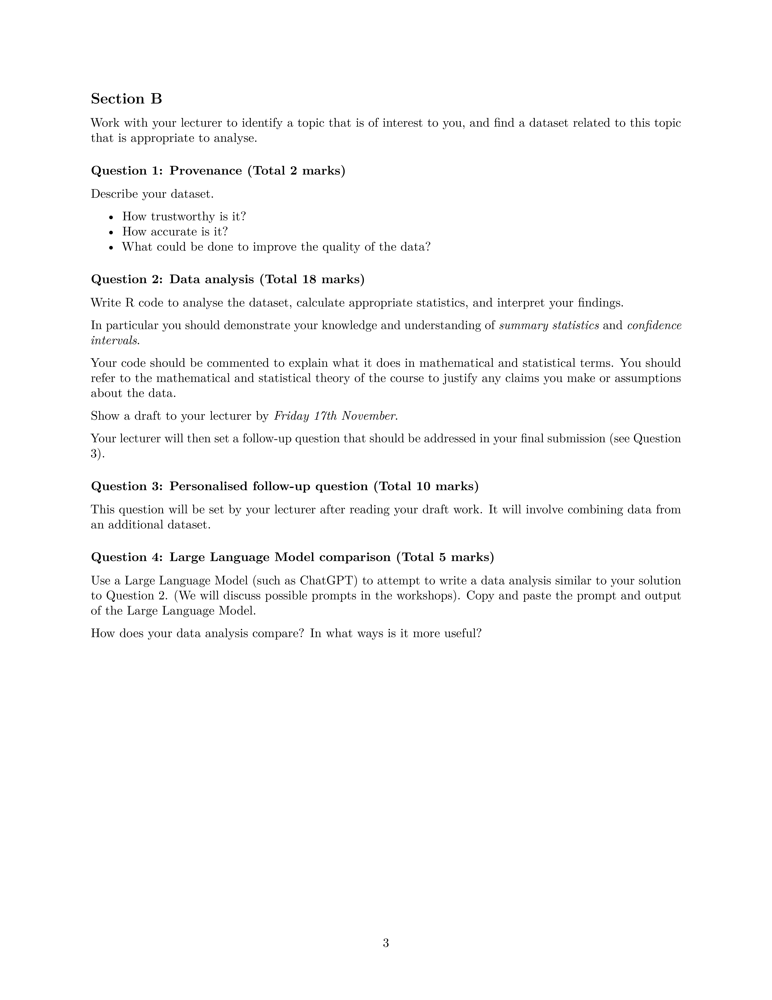 Section B
Work with your lecturer to identify a topic that is of interest to you, and find a dataset related to this topic
that is appropriate to analyse.
Question 1: Provenance (Total 2 marks)
Describe your dataset.
• How trustworthy is it?
• How accurate is it?
• What could be done to improve the quality of the data?
Question 2: Data analysis (Total 18 marks)
Write R code to analyse the dataset, calculate appropriate statistics, and interpret your findings.
In particular you should demonstrate your knowledge and understanding of summary statistics and confidence
intervals.
Your code should be commented to explain what it does in mathematical and statistical terms. You should
refer to the mathematical and statistical theory of the course to justify any claims you make or assumptions
about the data.
Show a draft to your lecturer by Friday 17th November.
Your lecturer will then set a follow-up question that should be addressed in your final submission (see Question
3).
Question 3: Personalised follow-up question (Total 10 marks)
This question will be set by your lecturer after reading your draft work. It will involve combining data from
an additional dataset.
Question 4: Large Language Model comparison (Total 5 marks)
Use a Large Language Model (such as ChatGPT) to attempt to write a data analysis similar to your solution
to Question 2. (We will discuss possible prompts in the workshops). Copy and paste the prompt and output
of the Large Language Model.
How does your data analysis compare? In what ways is it more useful?
3